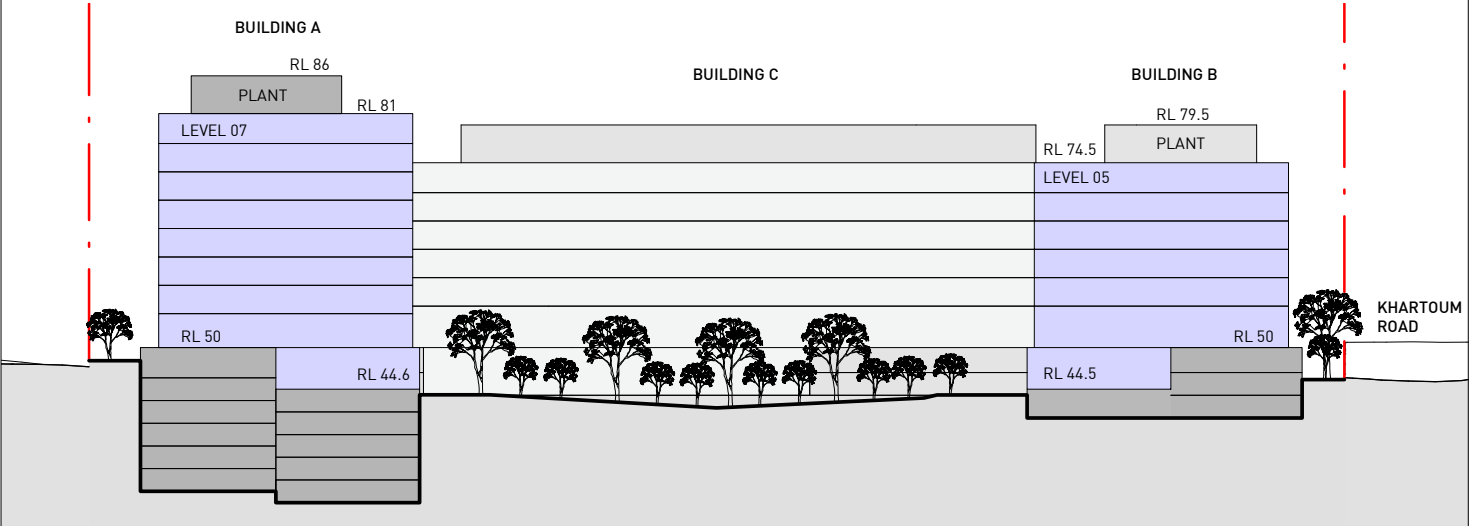 BUILDING A
RL 86
PLANT
RL 81
LEVEL 07
RL 50
RL 44.6
BUILDING C
BUILDING B
RL 79.5
PLANT
RL 74.5
LEVEL 05
RL 50
RL 44.5
KHARTOUM
ROAD